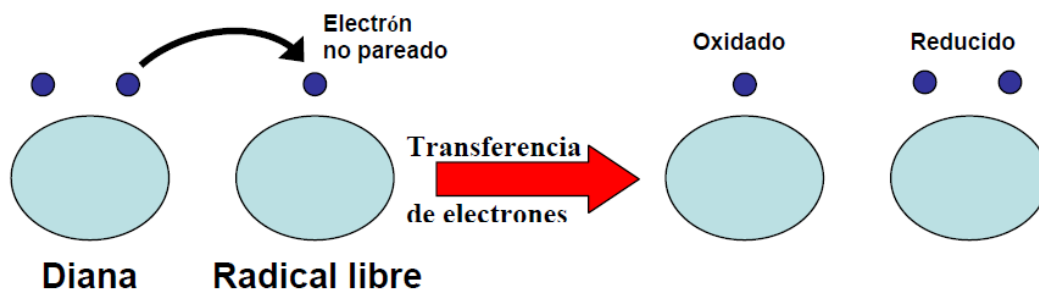 Electrón
no pareado
Oxidado
Reducido
Transferencia
de electrones
Diana
Radical libre